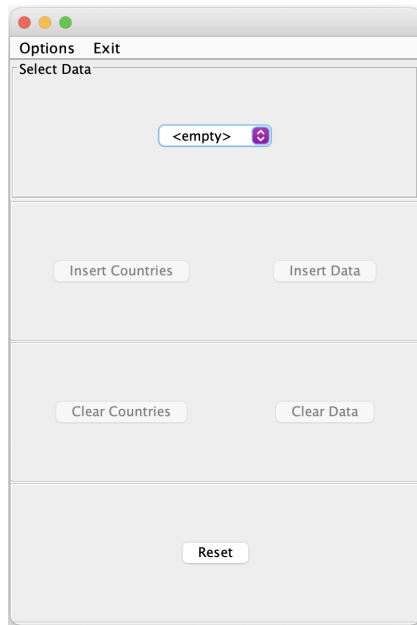 Options Exit
Select Data
<empty>
Insert Countries Insert Data
Clear Countries Clear Data
Reset